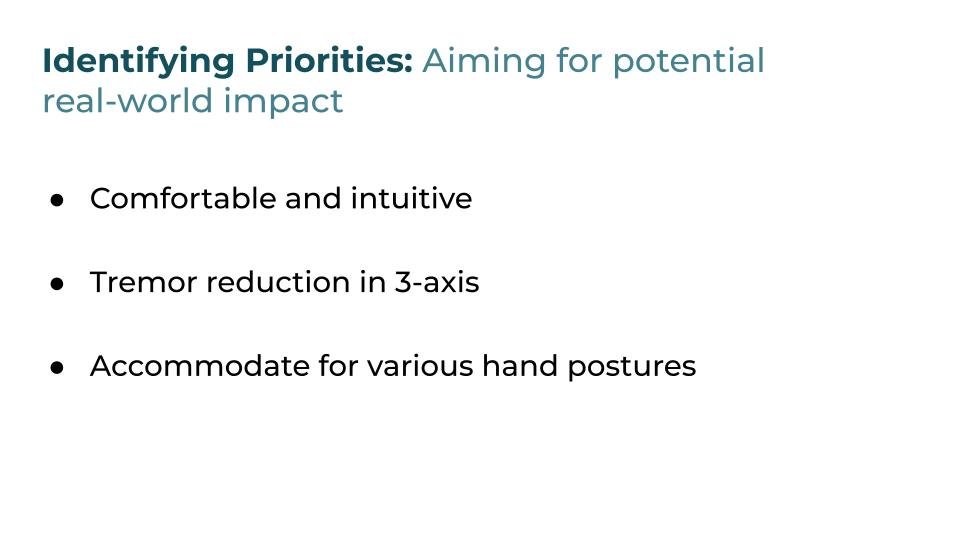 Identifying Priorities: Aiming for potential
real-world impact
● Comfortable and intuitive
● Tremor reduction in 3-axis
● Accommodate for various hand postures